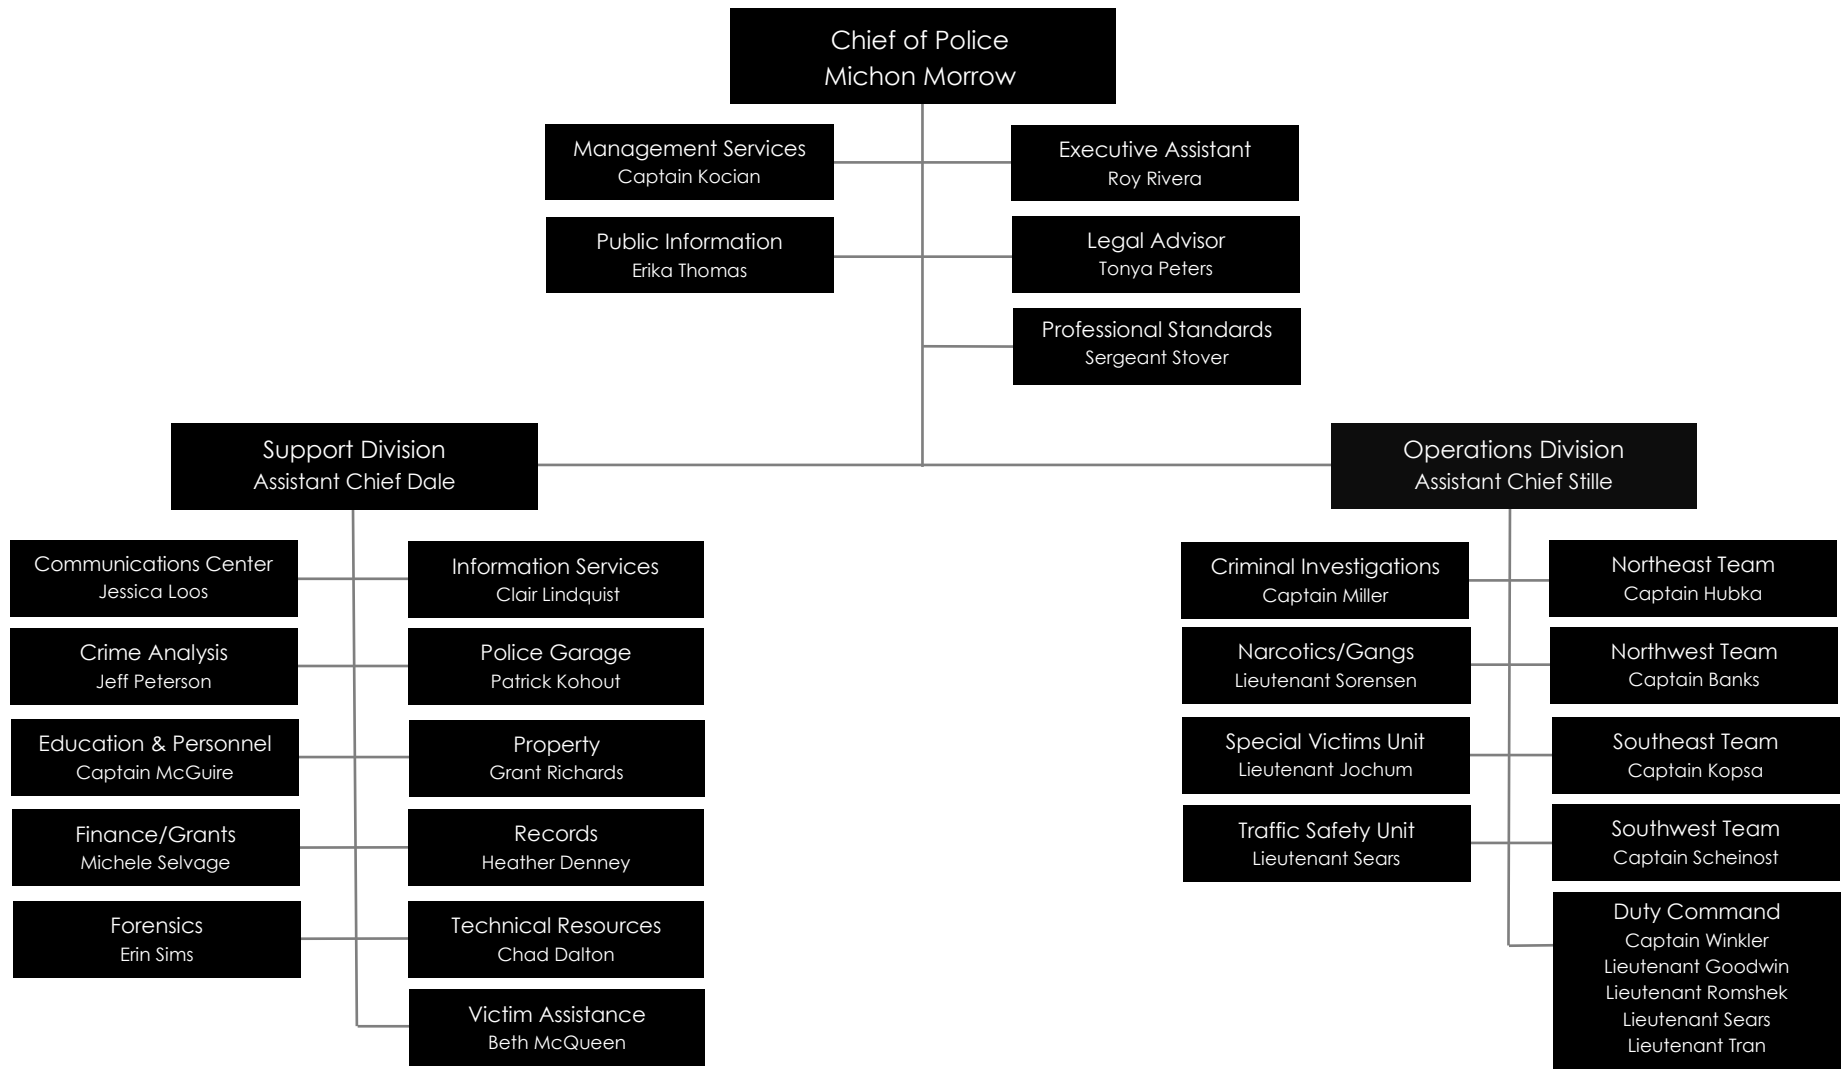 Chief of Police
Michon Morrow
Management Services
Captain Kocian
Executive Assistant
Roy Rivera
Public Information
Erika Thomas
Legal Advisor
Tonya Peters
Professional Standards
Sergeant Stover
Support Division
Assistant Chief Dale
Operations Division
Assistant Chief Stille
Communications Center
Jessica Loos
Information Services
Clair Lindquist
Crime Analysis
Jeff Peterson
Police Garage
Patrick Kohout
Education & Personnel
Captain McGuire
Property
Grant Richards
Finance/Grants
Michele Selvage
Records
Heather Denney
Forensics
Erin Sims
Technical Resources
Chad Dalton
Victim Assistance
Beth McQueen
Criminal Investigations
Captain Miller
Northeast Team
Captain Hubka
Narcotics/Gangs
Lieutenant Sorensen
Northwest Team
Captain Banks
Special Victims Unit
Lieutenant Jochum
Southeast Team
Captain Kopsa
Traffic Safety Unit
Lieutenant Sears
Southwest Team
Captain Scheinost
Duty Command
Captain Winkler
Lieutenant Goodwin
Lieutenant Romshek
Lieutenant Sears
Lieutenant Tran